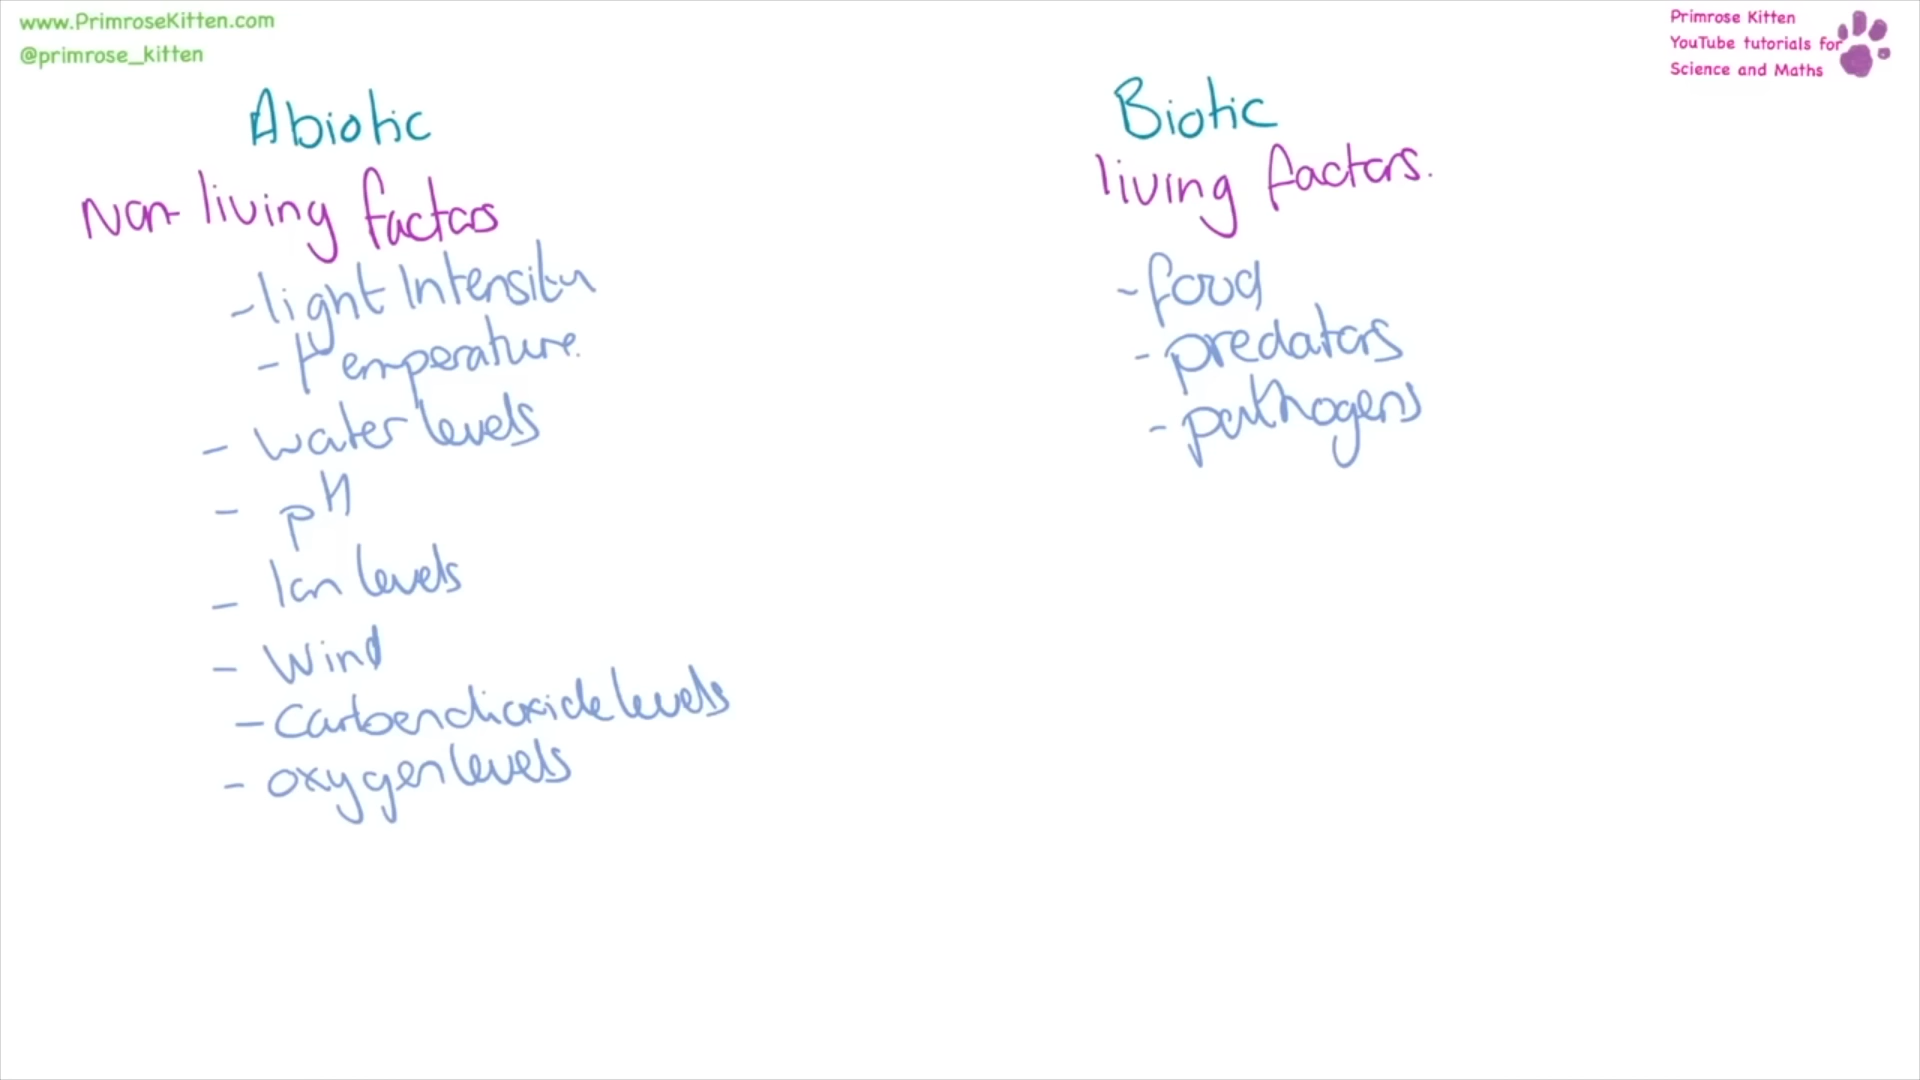 www.PrimroseKitten.com
@primrose_kitten
Primrose Kitten
YouTube tutorials for
Science and Maths
Abiotic
Non-living factors
- light Intensity
- temperature.
- water levels
- pH
- Ion levels
- Wind
- Carbondioxide levels
- oxygen levels
Biotic
living factors.
- food
- predators
- pathogens